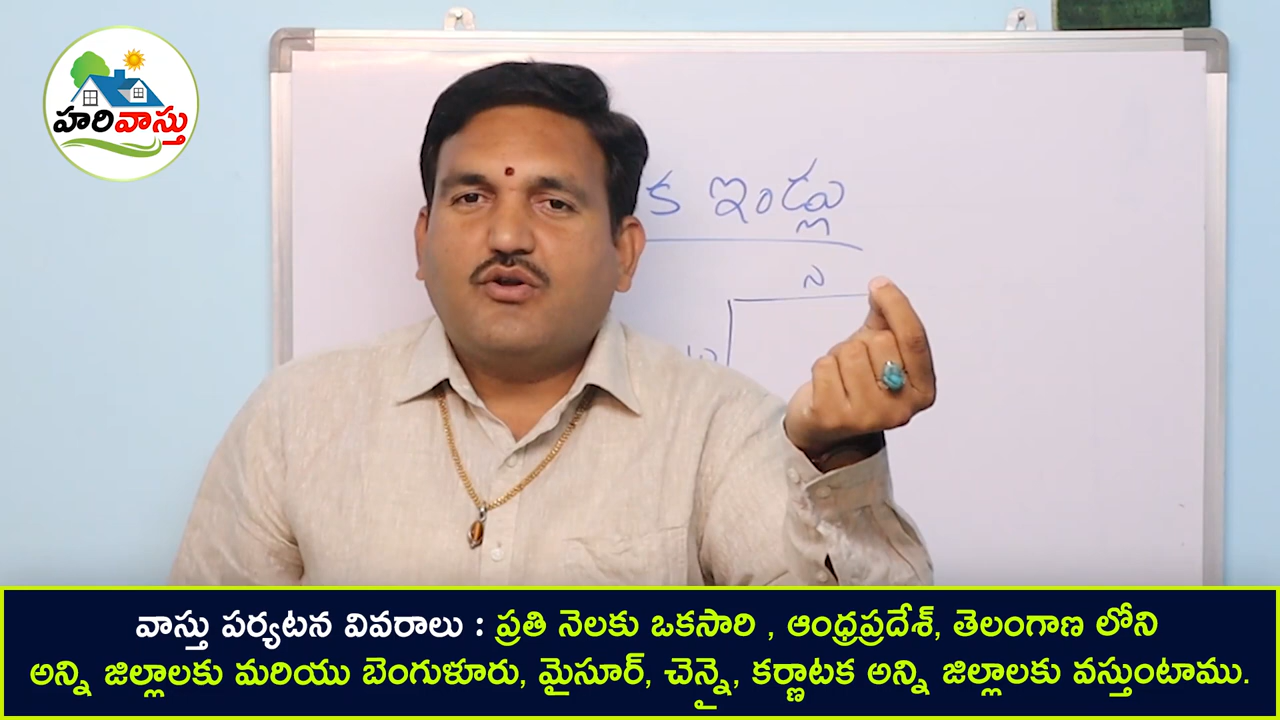 హరివాస్తు
క ఇండ్లు
న
వాస్తు పర్యటన వివరాలు : ప్రతి నెలకు ఒకసారి , ఆంధ్రప్రదేశ్, తెలంగాణ లోని
అన్ని జిల్లాలకు మరియు బెంగుళూరు, మైసూర్, చెన్నై, కర్ణాటక అన్ని జిల్లాలకు వస్తుంటాము.